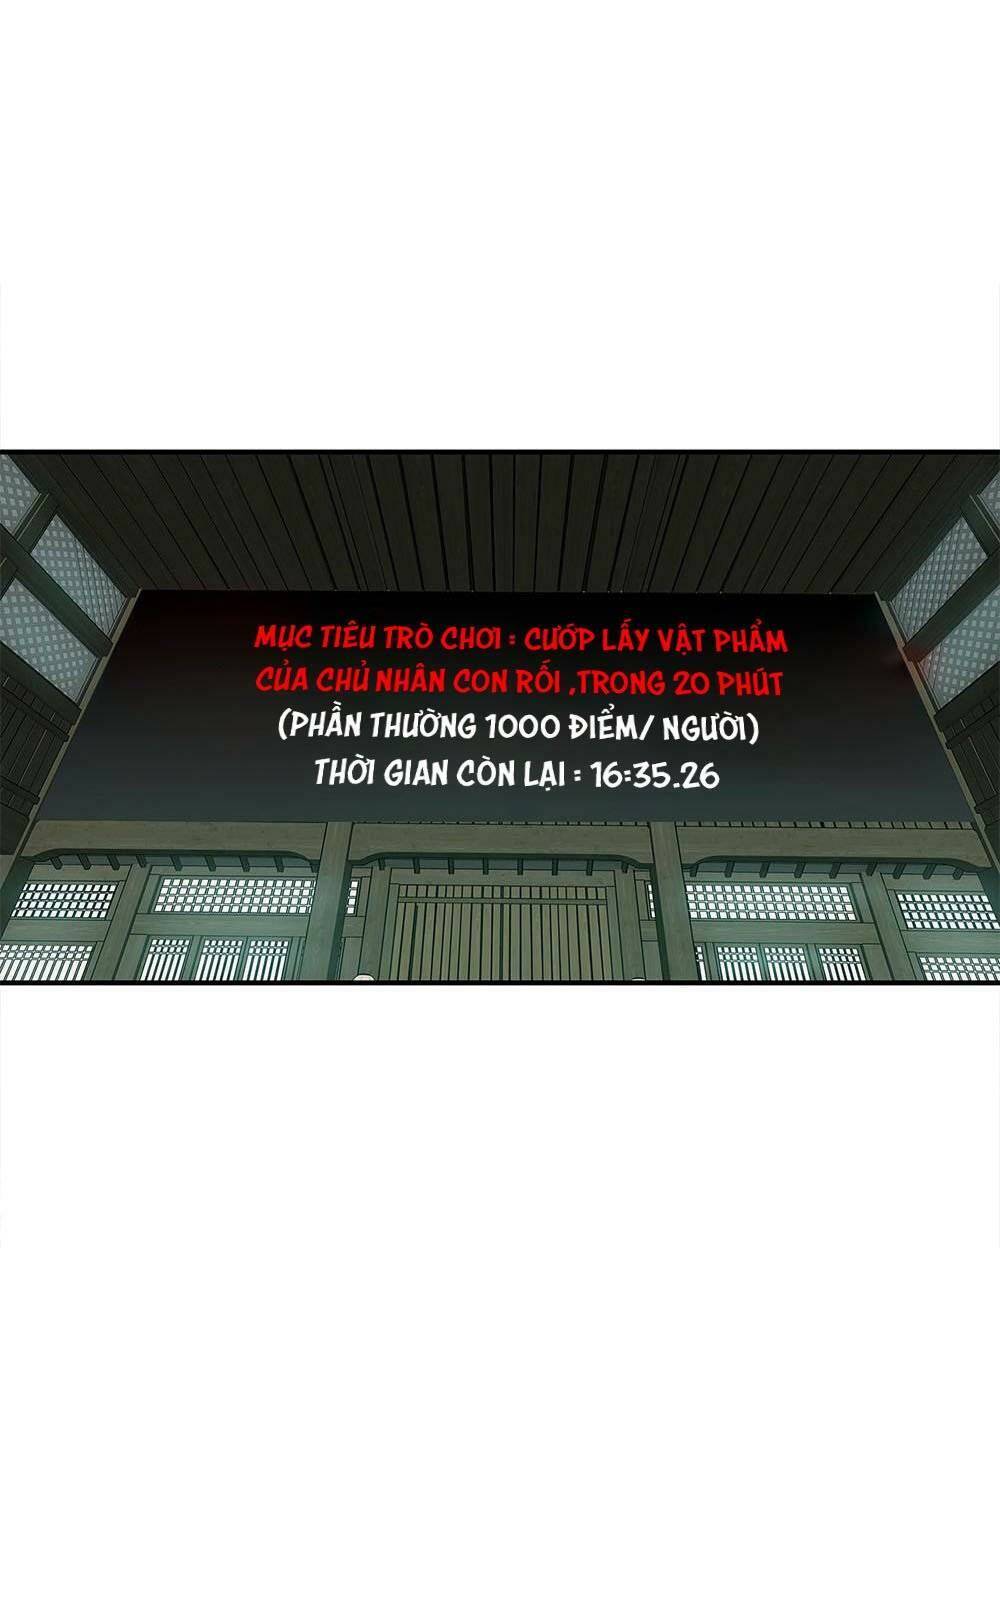 MỤC TIÊU TRÒ CHƠI : CƯỚP LẤY VẬT PHẨM
CỦA CHỦ NHÂN CON RỐI ,TRONG 20 PHÚT
(PHẦN THƯỜNG 1000 ĐIỂM/ NGƯỜI)
THỜI GIAN CÒN LẠI : 16:35.26